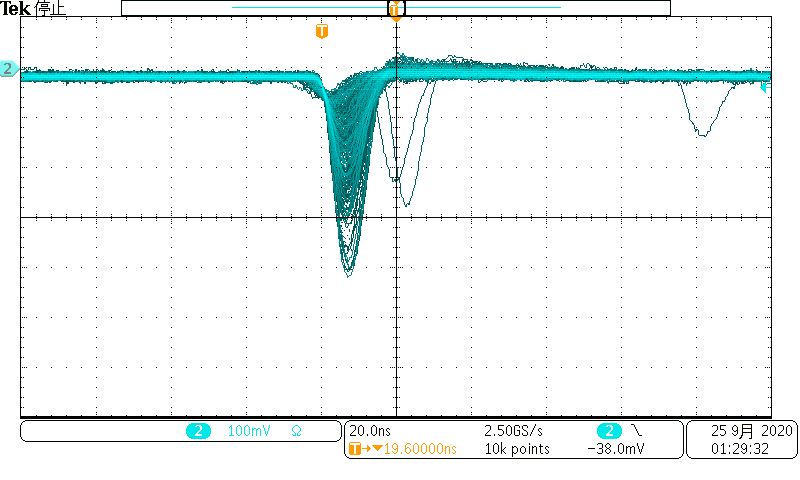 Tek 停止
T
T
2
2 100mV Ω
20.0ns 2.50GS/s 2
T→▼19.60000ns 10k points −38.0mV
25 9月 2020
01:29:32